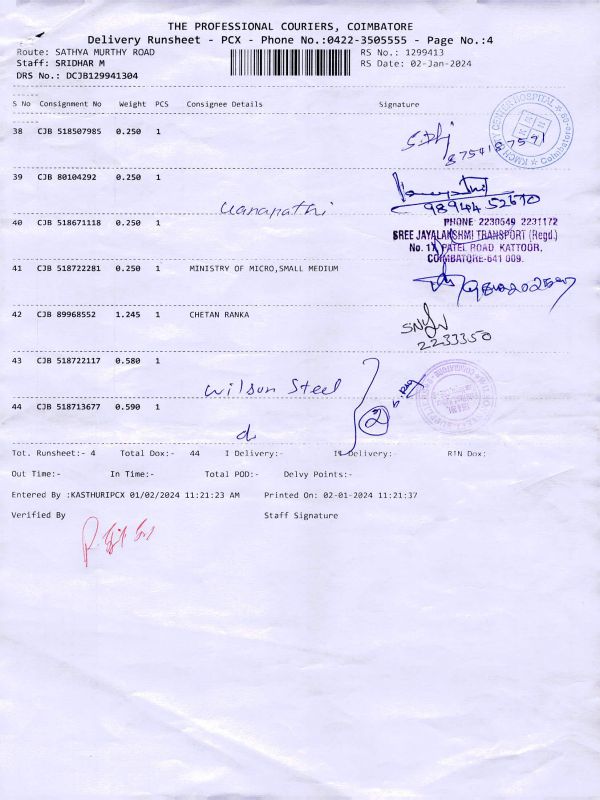 THE PROFESSIONAL COURIERS, COIMBATORE
Delivery Runsheet - PCX - Phone No.:0422-3505555 - Page No.:4
Route: SATHYA MURTHY ROAD RS No.: 1299413
Staff: SRIDHAR M RS Date: 02-Jan-2024
DRS No.: DCJB129941304
S No Consignment No Weight PCS Consignee Details Signature
38 CJB 518507985 0.250 1
8754187591
39 CJB 80104292 0.250 1
98944 52610
40 CJB 518671118 0.250 1
PHONE: 2230549 2231172
SREE JAYALAKSHMI TRANSPORT (Regd.)
PATEL ROAD KATTOOR,
COIMBATORE-641 009.
41 CJB 518722281 0.250 1 MINISTRY OF MICRO,SMALL MEDIUM
42 CJB 89968552 1.245 1 CHETAN RANKA
2233350
43 CJB 518722117 0.580 1
Wilson Steel
2
44 CJB 518713677 0.590 1
Tot. Runsheet:- 4 Total Dox:- 44 I Delivery:- II Delivery:- RTN Dox:
Out Time:- In Time:- Total POD:- Delvy Points:-
Entered By :KASTHURIPCX 01/02/2024 11:21:23 AM Printed On: 02-01-2024 11:21:37
Verified By Staff Signature